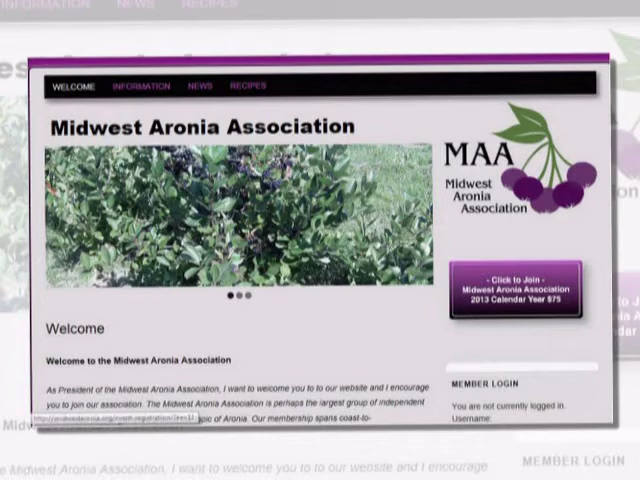 INFORMATION NEWS RECIPES
WELCOME INFORMATION NEWS RECIPES
Midwest Aronia Association
MAA
Midwest
Aronia
Association
- Click to Join -
Midwest Aronia Association
2013 Calendar Year $75
Welcome
Welcome to the Midwest Aronia Association
As President of the Midwest Aronia Association, I want to welcome you to to our website and I encourage
you to join our association. The Midwest Aronia Association is perhaps the largest group of independent
of Aronia. Our membership spans coast-to-
MEMBER LOGIN
You are not currently logged in.
Username:
e Midwest Aronia Association, I want to welcome you to to our website and I encourage
MEMBER LOGIN